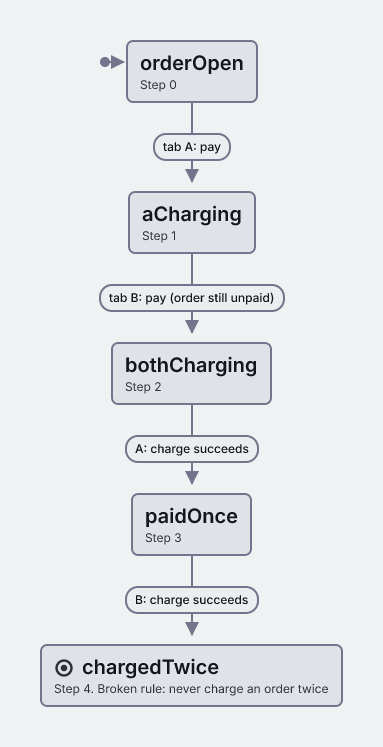 orderOpen
Step 0
tab A: pay
aCharging
Step 1
tab B: pay (order still unpaid)
bothCharging
Step 2
A: charge succeeds
paidOnce
Step 3
B: charge succeeds
chargedTwice
Step 4. Broken rule: never charge an order twice